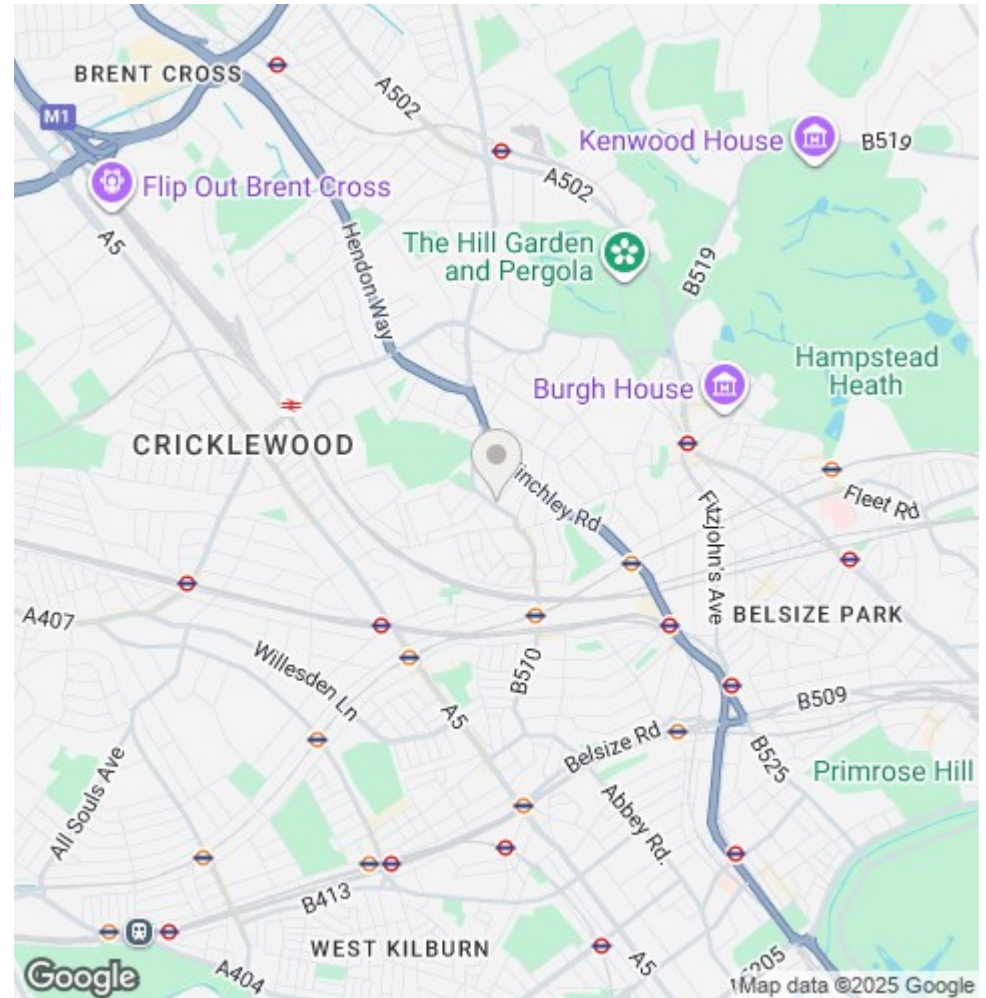 BRENT CROSS
A502
M1
Kenwood House
B519
Flip Out Brent Cross
A502
A5
Hendon Way
The Hill Garden
and Pergola
B519
Hampstead
Heath
Burgh House
CRICKLEWOOD
inchley Rd
Fleet Rd
Fitzjohn's Ave
A407
BELSIZE PARK
Willesden Ln
B510
A5
B509
Belsize Rd
B525
Primrose Hill
All Souls Ave
Abbey Rd.
B413
WEST KILBURN
A5
A5205
A404
Google
Map data ©2025 Google